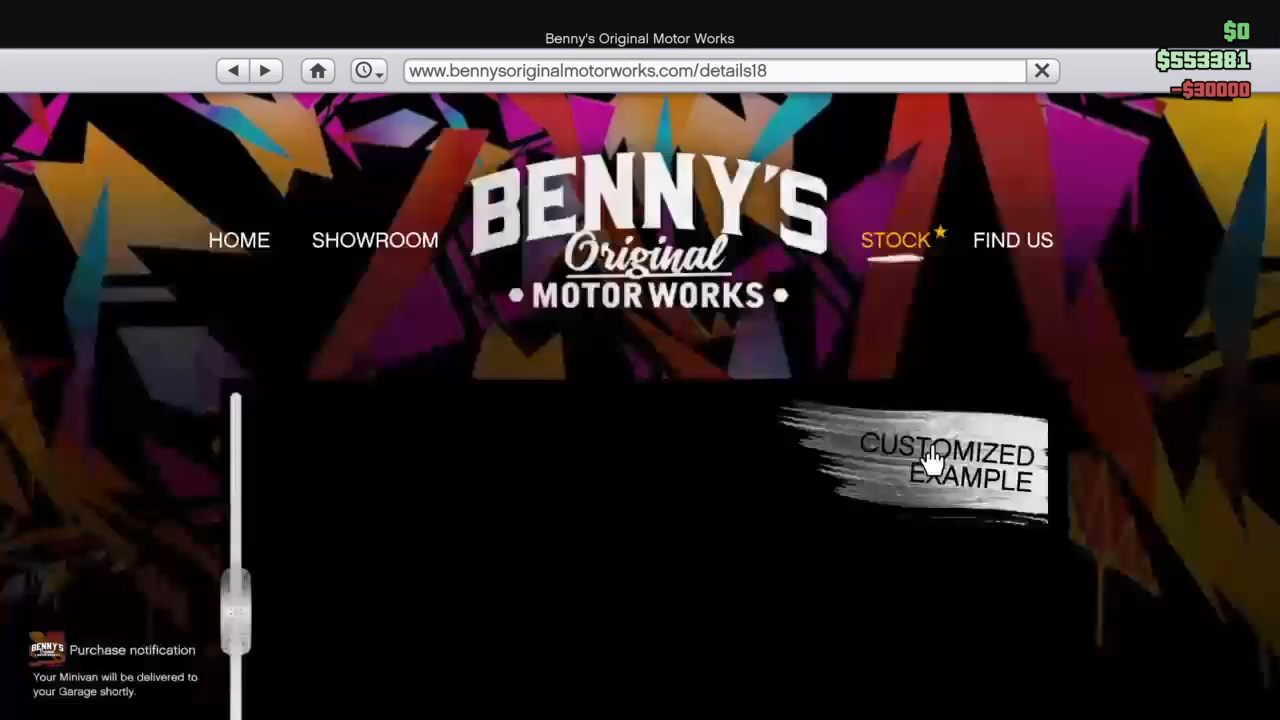 Benny's Original Motor Works
$0
$553381
-$30000
www.bennysoriginalmotorworks.com/details18
BENNY'S
Original
MOTOR WORKS
HOME
SHOWROOM
STOCK
FIND US
CUSTOMIZED
EXAMPLE
BENNY'S
Purchase notification
Your Minivan will be delivered to
your Garage shortly.